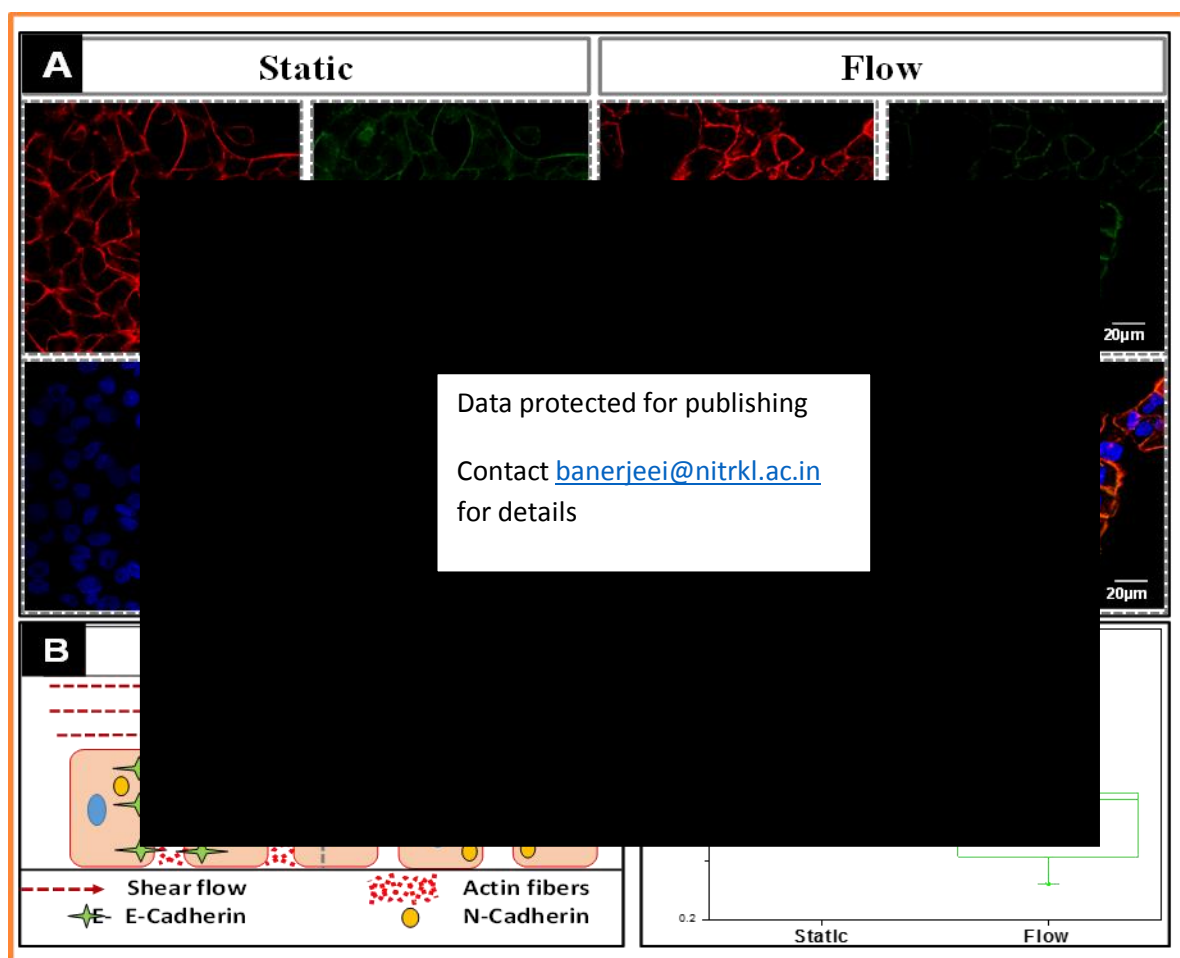 A
Static
Flow
20µm
Data protected for publishing
Contact banerjeei@nitrkl.ac.in
for details
20µm
B
Shear flow
Actin fibers
E
E-Cadherin
N-Cadherin
0.2
Static
Flow